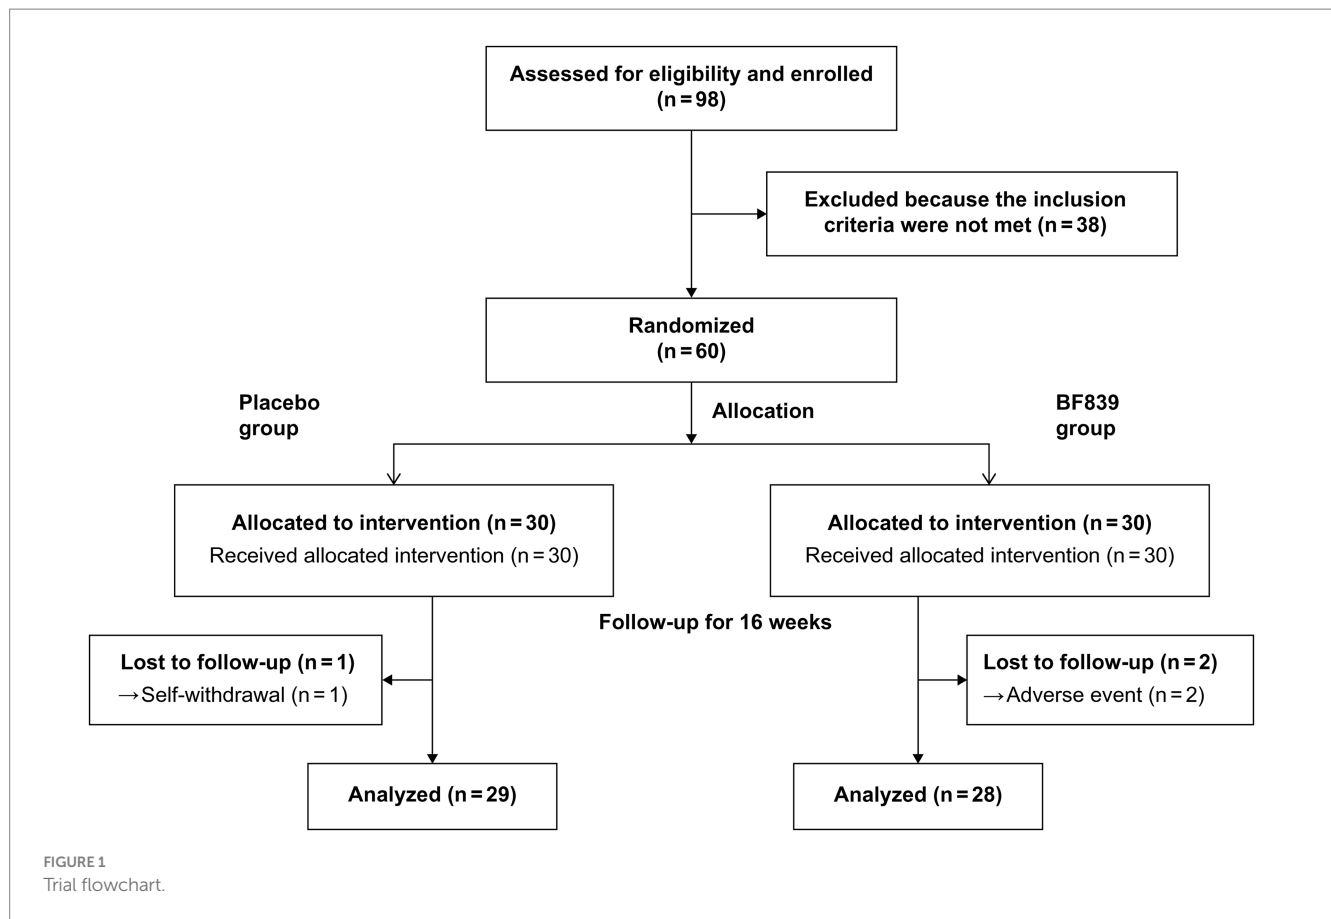 Assessed for eligibility and enrolled
(n = 98)
Excluded because the inclusion
criteria were not met (n = 38)
Randomized
(n = 60)
Placebo
group
Allocation
BF839
group
Allocated to intervention (n = 30)
Received allocated intervention (n = 30)
Allocated to intervention (n = 30)
Received allocated intervention (n = 30)
Follow-up for 16 weeks
Lost to follow-up (n = 1)
→Self-withdrawal (n = 1)
Lost to follow-up (n = 2)
→Adverse event (n = 2)
Analyzed (n = 29)
Analyzed (n = 28)
FIGURE 1
Trial flowchart.